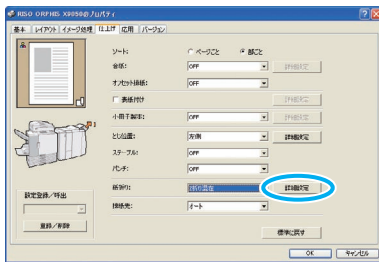 RISO ORPHIS X9050のプロパティ
基本 レイアウト イメージ処理 仕上げ 応用 バージョン
ソート: ページごと 部ごと
合紙: OFF 詳細設定
オフセット排紙: OFF
表紙付け 詳細設定
小冊子製本: OFF 詳細設定
とじ位置: 左側 詳細設定
ステープル: OFF
パンチ: OFF
紙折り: 詳細設定
排紙先: オート
設定登録/呼出
登録/削除
標準に戻す
OK キャンセル